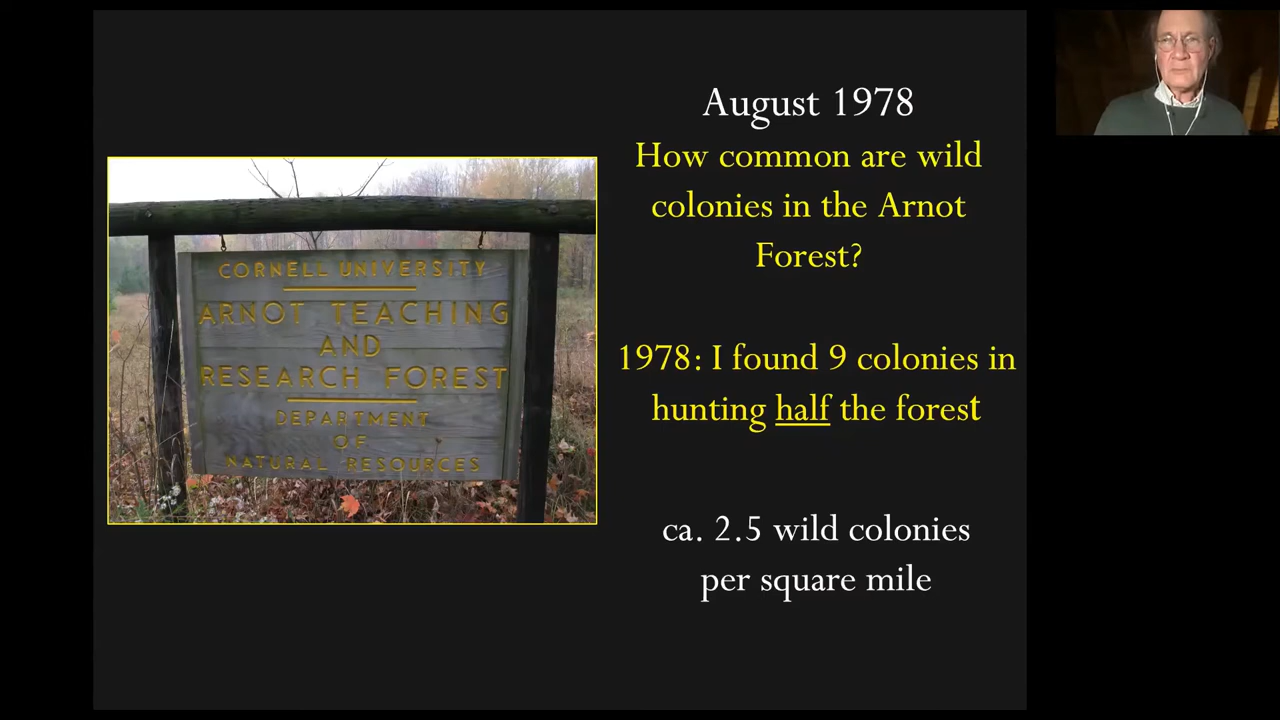 August 1978
How common are wild
colonies in the Arnot
Forest?
1978: I found 9 colonies in
hunting half the forest
ca. 2.5 wild colonies
per square mile
CORNELL UNIVERSITY
ARNOT TEACHING
AND
RESEARCH FOREST
DEPARTMENT
OF
NATURAL RESOURCES